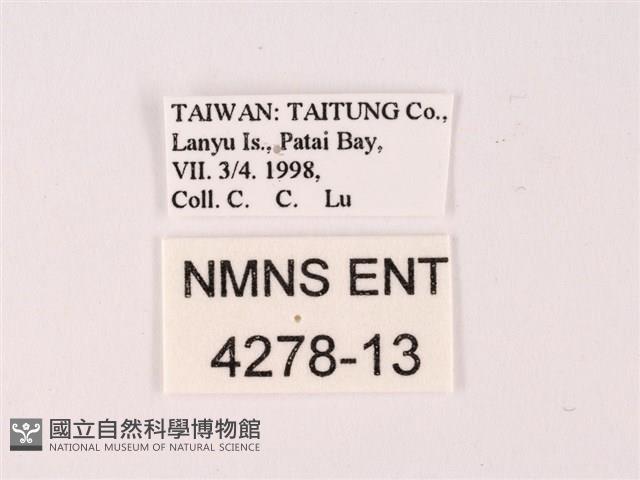 TAIWAN: TAITUNG Co.,
Lanyu Is., Patai Bay,
VII. 3/4. 1998,
Coll. C. C. Lu
NMNS ENT
4278-13
國立自然科學博物館
NATIONAL MUSEUM OF NATURAL SCIENCE